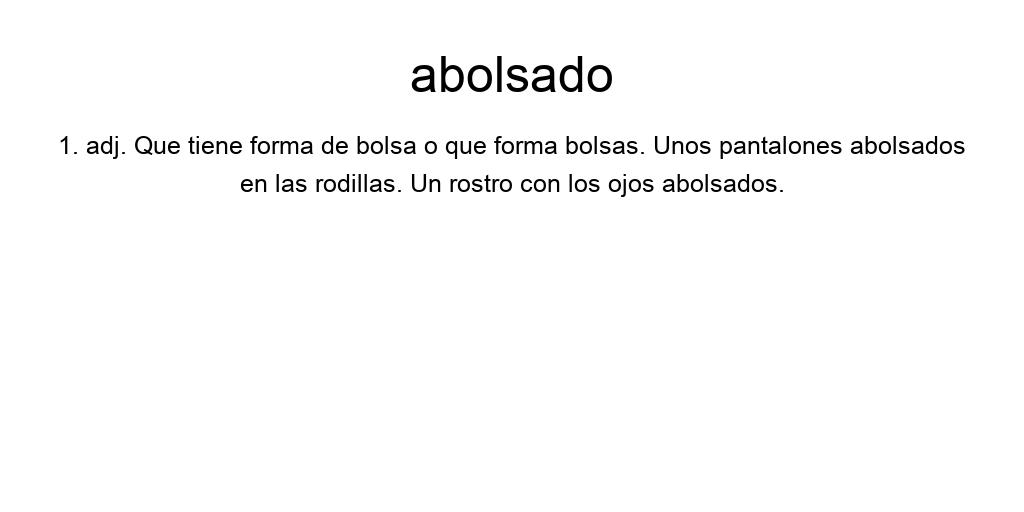 abolsado
1. adj. Que tiene forma de bolsa o que forma bolsas. Unos pantalones abolsados
en las rodillas. Un rostro con los ojos abolsados.